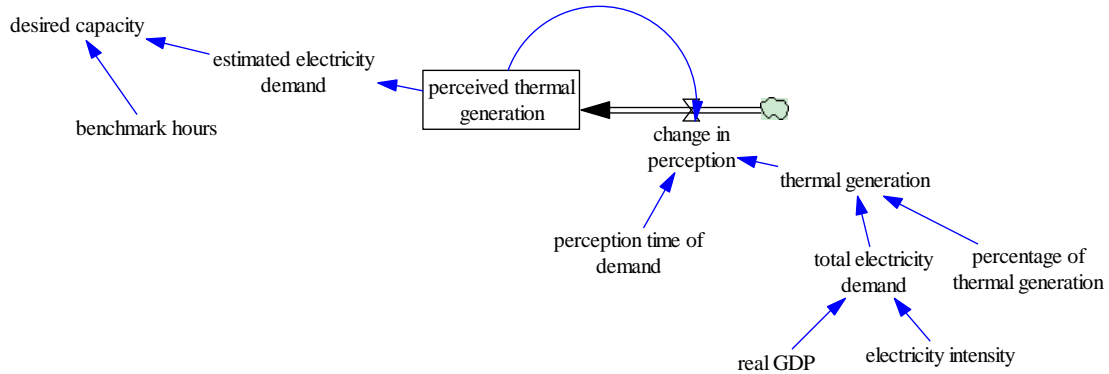 desired capacity
estimated electricity
demand
benchmark hours
perceived thermal
generation
change in
perception
thermal generation
perception time of
demand
total electricity
demand
percentage of
thermal generation
real GDP
electricity intensity